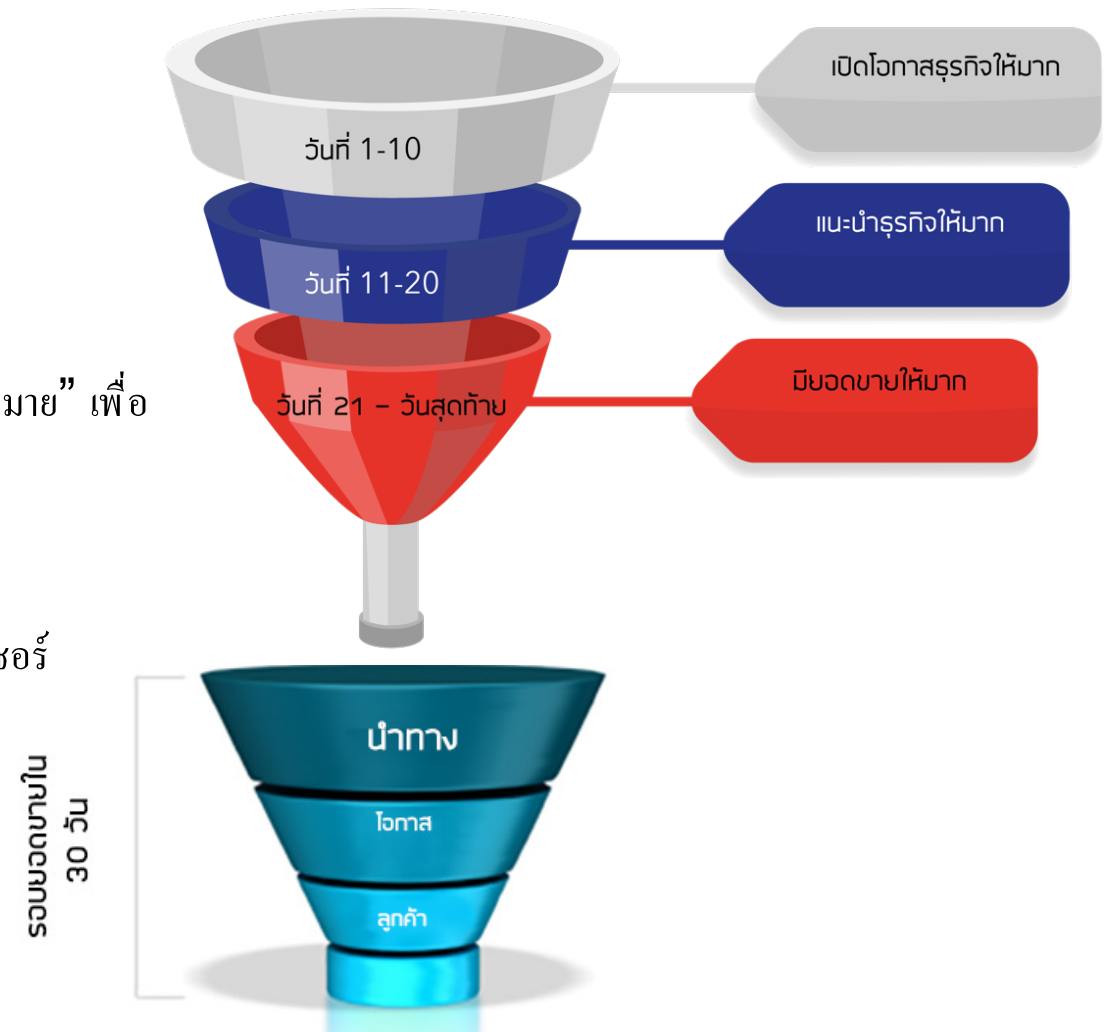 เปิดโอกาสธุรกิจให้มาก
วันที่ 1-10
แนะนำธุรกิจให้มาก
วันที่ 11-20
มียอดขายให้มาก
วันที่ 21 - วันสุดท้าย
มาย” เพื่อ
ชอร์
นำทาง
โอกาส
ลูกค้า
รอบของคนดูใน
30 วัน